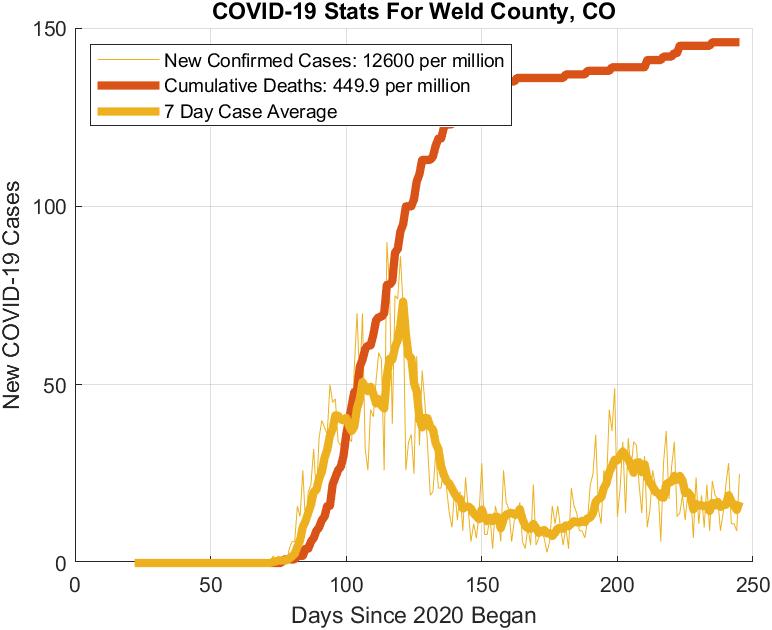 COVID-19 Stats For Weld County, CO
150
New Confirmed Cases: 12600 per million
Cumulative Deaths: 449.9 per million
7 Day Case Average
100
50
0
New COVID-19 Cases
0 50 100 150 200 250
Days Since 2020 Began